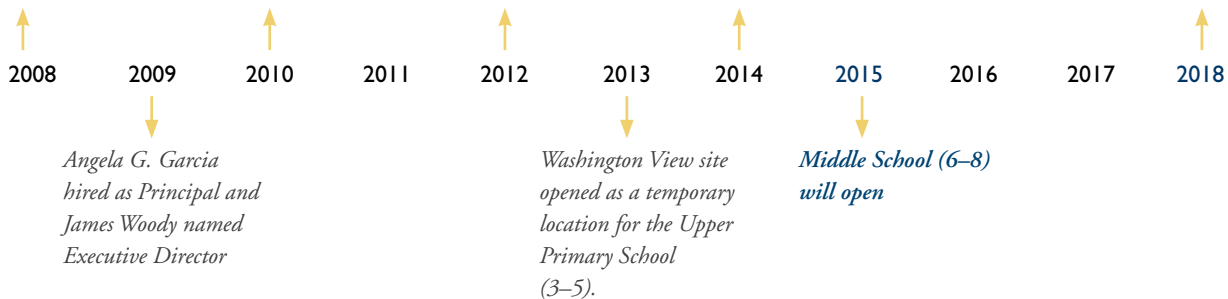 2008 2009 2010 2011 2012 2013 2014 2015 2016 2017 2018
Angela G. Garcia
hired as Principal and
James Woody named
Executive Director
Washington View site
opened as a temporary
location for the Upper
Primary School
(3–5).
Middle School (6–8)
will open